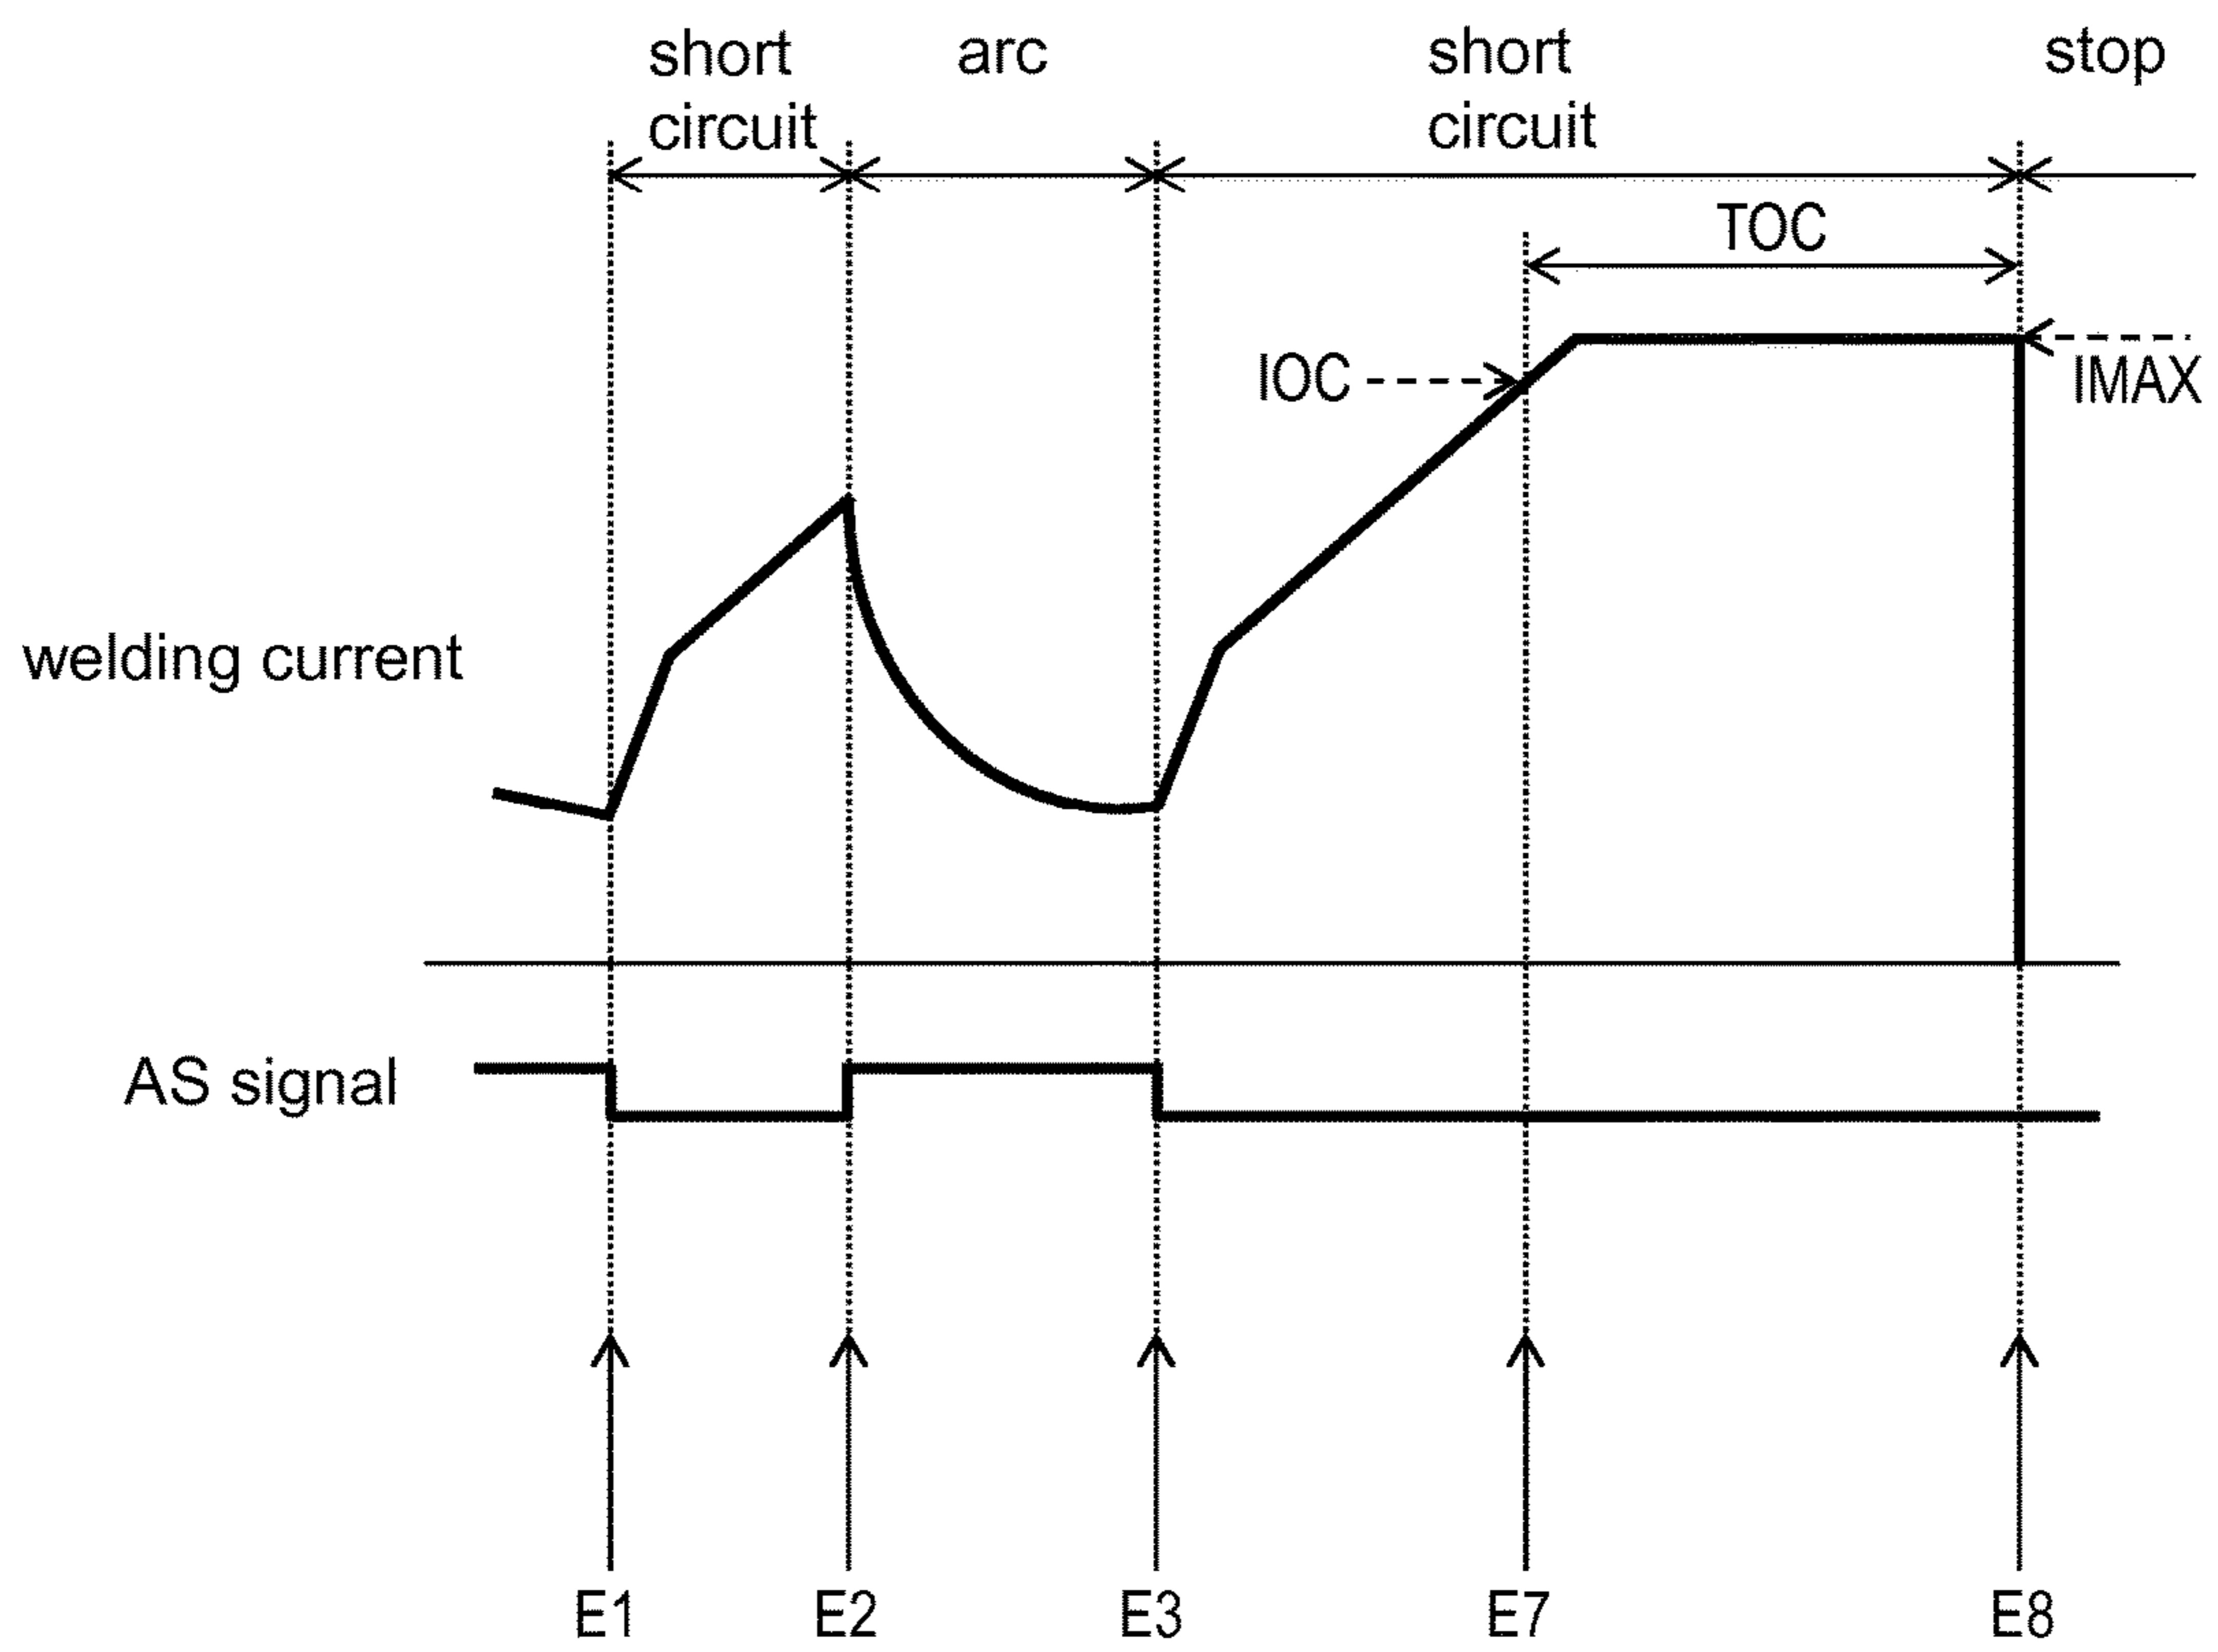 short
circuit
arc
short
circuit
stop
TOC
IOC
IMAX
welding current
AS signal
E1
E2
E3
E7
E8